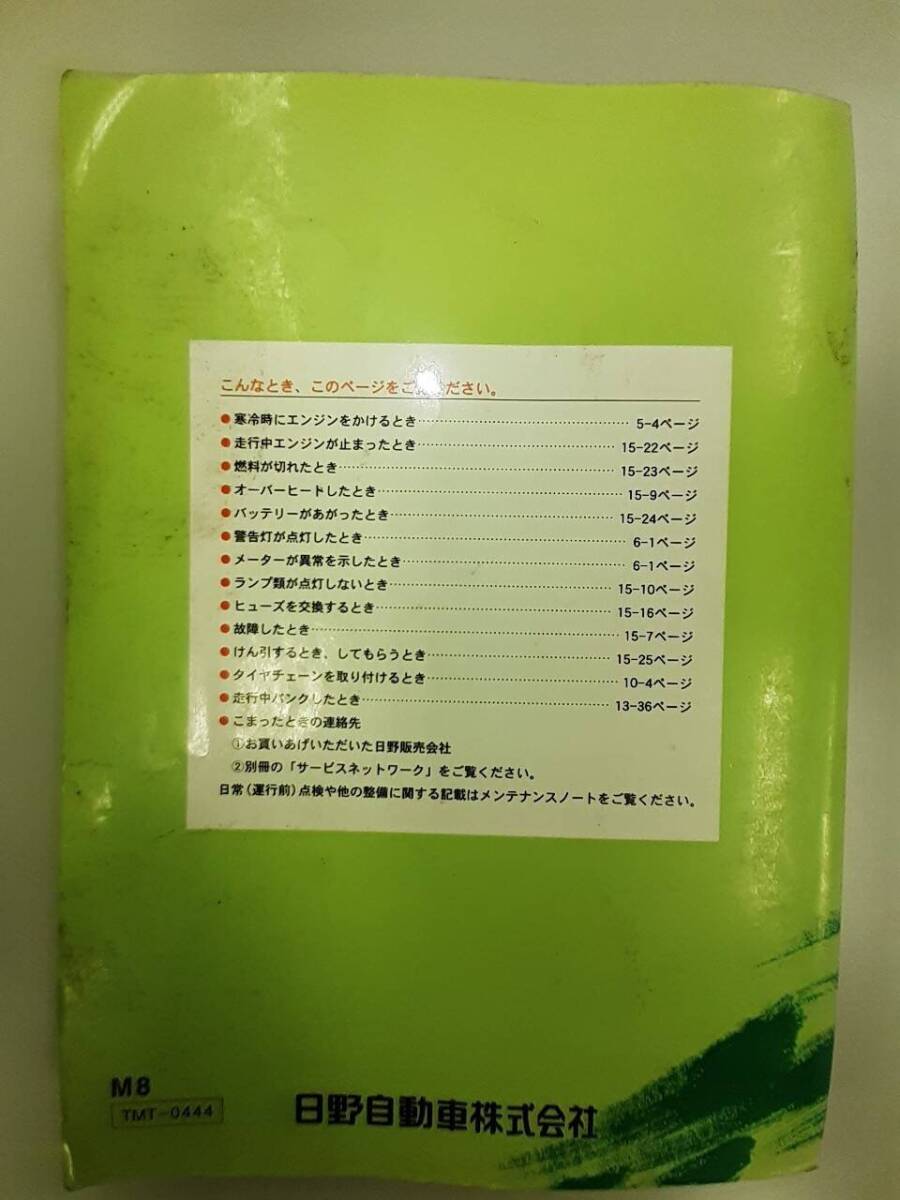 こんなとき、このページをご ください。
●寒冷時にエンジンをかけるとき……………………5-4ページ
●走行中エンジンが止まったとき……………………15-22ページ
●燃料が切れたとき……………………15-23ページ
●オーバーヒートしたとき……………………15-9ページ
●バッテリーがあがったとき……………………15-24ページ
●警告灯が点灯したとき……………………6-1ページ
●メーターが異常を示したとき……………………6-1ページ
●ランプ類が点灯しないとき……………………15-10ページ
●ヒューズを交換するとき……………………15-16ページ
●故障したとき……………………15-7ページ
●けん引するとき、してもらうとき……………………15-25ページ
●タイヤチェーンを取り付けるとき……………………10-4ページ
●走行中パンクしたとき……………………13-36ページ
●こまったときの連絡先
①お買いあげいただいた日野販売会社
②別冊の「サービスネットワーク」をご覧ください。
日常(運行前)点検や他の整備に関する記載はメンテナンスノートをご覧ください。
M8
TMT-0444
日野自動車株式会社